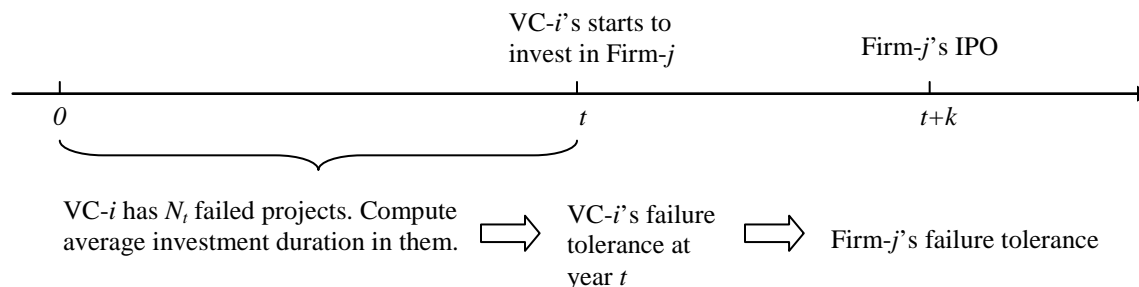 VC-i’s starts to
invest in Firm-j
Firm-j’s IPO
0
t
t+k
VC-i has Nt failed projects. Compute
average investment duration in them.
VC-i’s failure
tolerance at
year t
Firm-j’s failure tolerance